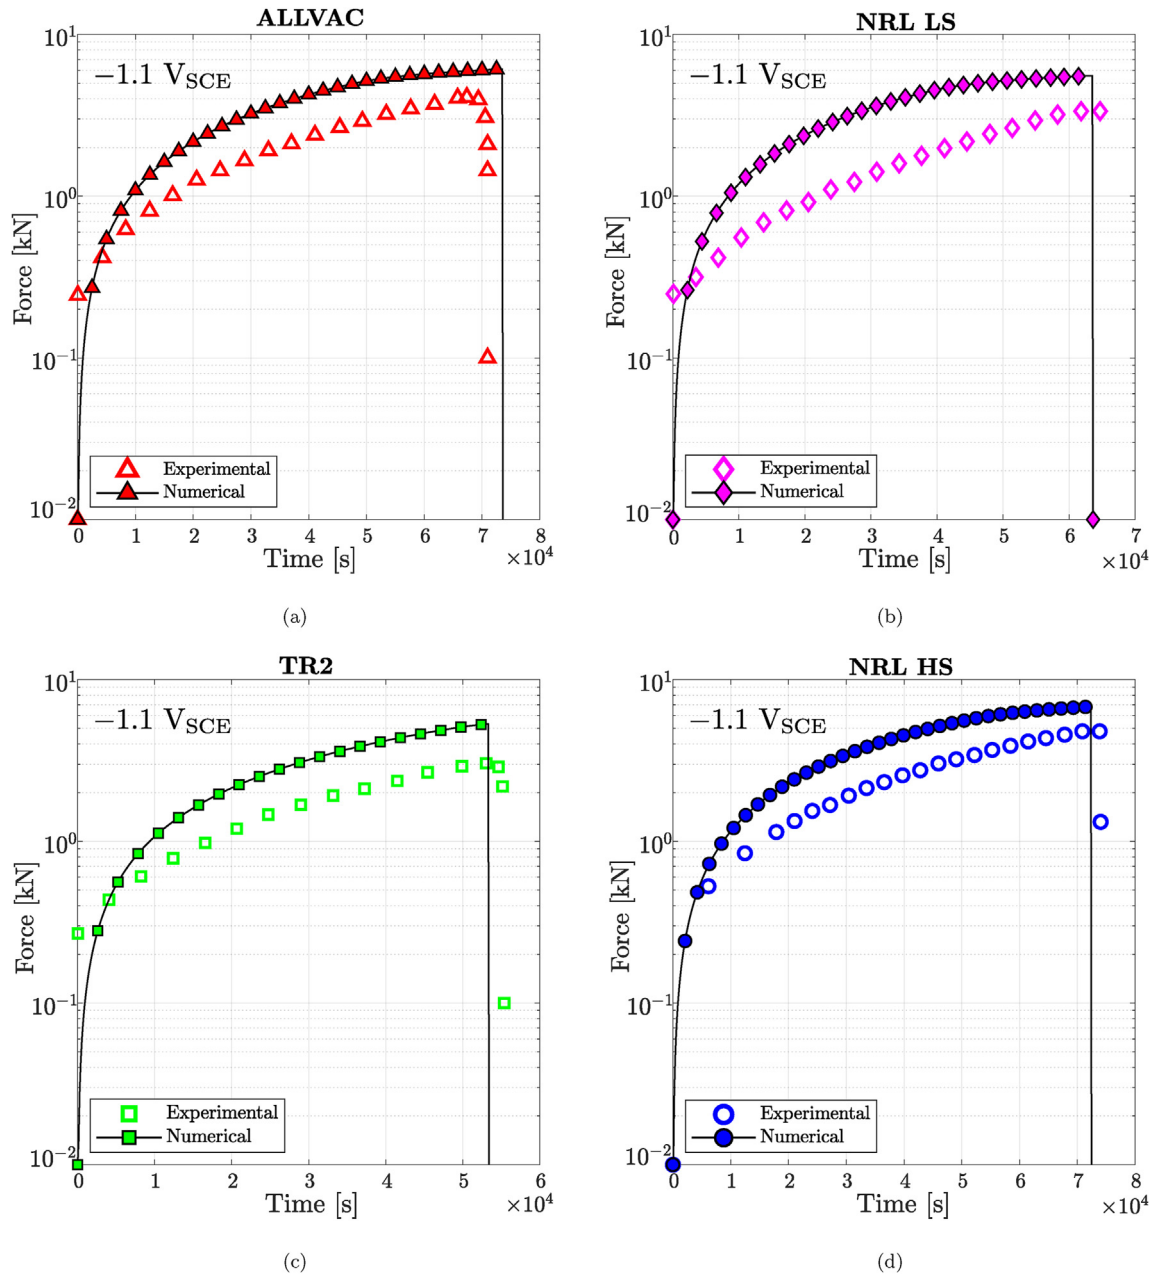 ALLVAC
10^1
−1.1 V_SCE
10^0
Force [kN]
10^−1
Experimental
Numerical
10^−2
0 1 2 3 4 5 6 7 8
Time [s]
×10^4
(a)
NRL LS
10^1
−1.1 V_SCE
10^0
Force [kN]
10^−1
Experimental
Numerical
10^−2
0 1 2 3 4 5 6 7
Time [s]
×10^4
(b)
TR2
10^1
−1.1 V_SCE
10^0
Force [kN]
10^−1
Experimental
Numerical
10^−2
0 1 2 3 4 5 6
Time [s]
×10^4
(c)
NRL HS
10^1
−1.1 V_SCE
10^0
Force [kN]
10^−1
Experimental
Numerical
10^−2
0 1 2 3 4 5 6 7 8
Time [s]
×10^4
(d)